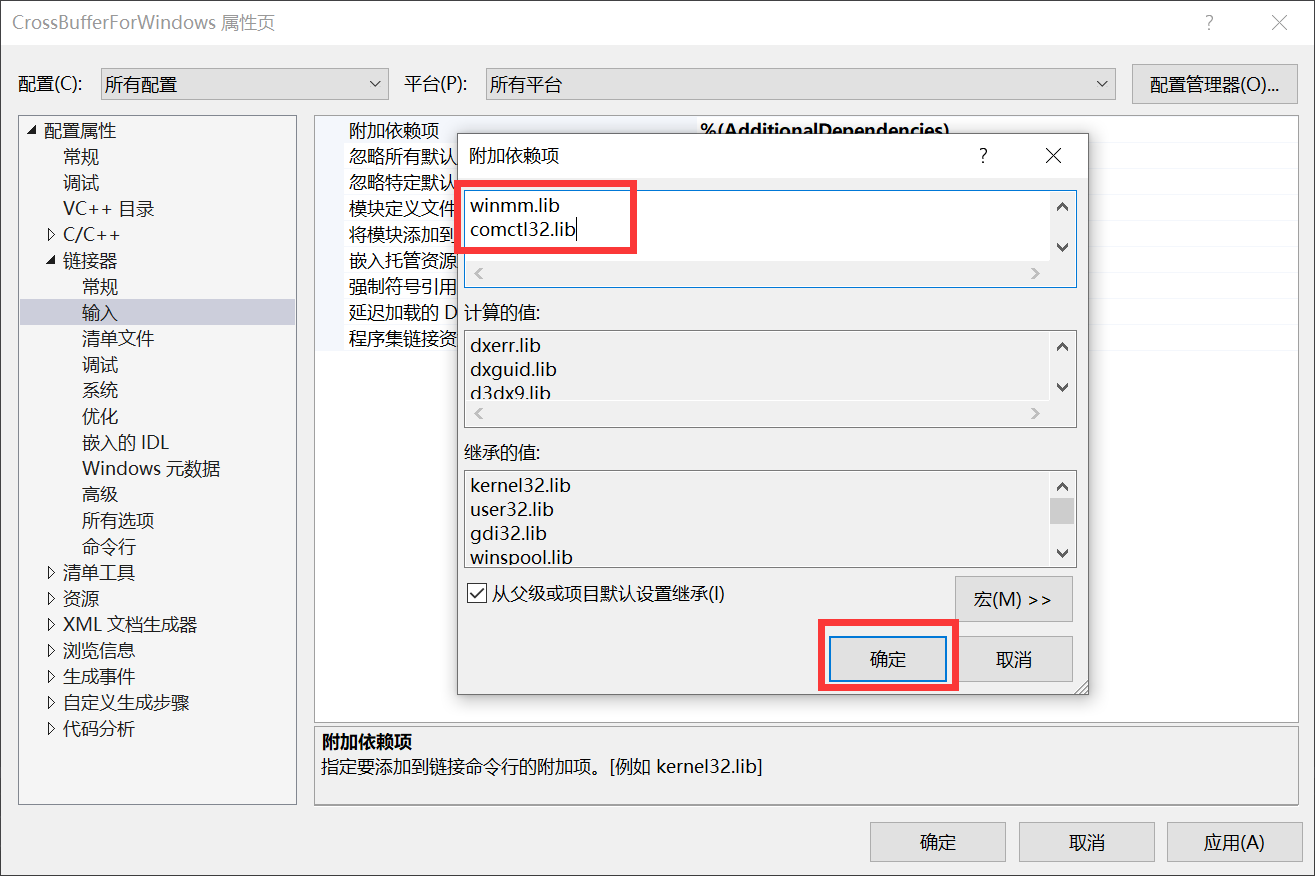 CrossBufferForWindows 属性页
?
配置(C): 所有配置 平台(P): 所有平台 配置管理器(O)...
配置属性
常规
调试
VC++ 目录
C/C++
链接器
常规
输入
清单文件
调试
系统
优化
嵌入的 IDL
Windows 元数据
高级
所有选项
命令行
清单工具
资源
XML 文档生成器
浏览信息
生成事件
自定义生成步骤
代码分析
附加依赖项 %(AdditionalDependencies)
忽略所有默认
忽略特定默认
模块定义文件
将模块添加到
嵌入托管资源
强制符号引用
延迟加载的 D
程序集链接资
附加依赖项 ?
winmm.lib
comctl32.lib
计算的值:
dxerr.lib
dxguid.lib
d3dx9.lib
继承的值:
kernel32.lib
user32.lib
gdi32.lib
winspool.lib
从父级或项目默认设置继承(I)
宏(M) >>
确定 取消
附加依赖项
指定要添加到链接命令行的附加项。[例如 kernel32.lib]
确定 取消 应用(A)